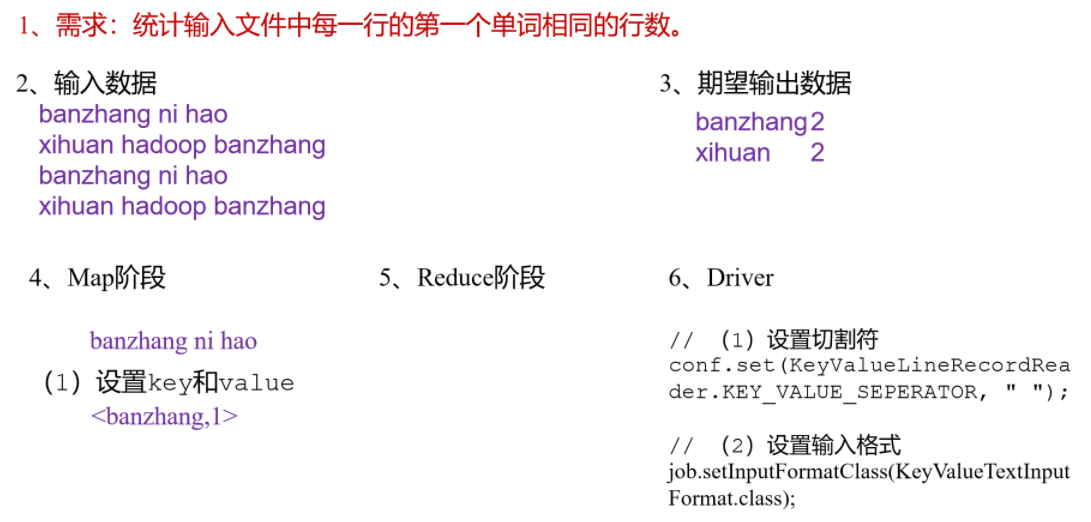 1、需求：统计输入文件中每一行的第一个单词相同的行数。
2、输入数据
banzhang ni hao
xihuan hadoop banzhang
banzhang ni hao
xihuan hadoop banzhang
3、期望输出数据
banzhang 2
xihuan 2
4、Map阶段
banzhang ni hao
（1）设置key和value
<banzhang,1>
5、Reduce阶段
6、Driver
// （1）设置切割符
conf.set(KeyValueLineRecordRea
der.KEY_VALUE_SEPERATOR, " ");
// （2）设置输入格式
job.setInputFormatClass(KeyValueTextInput
Format.class);